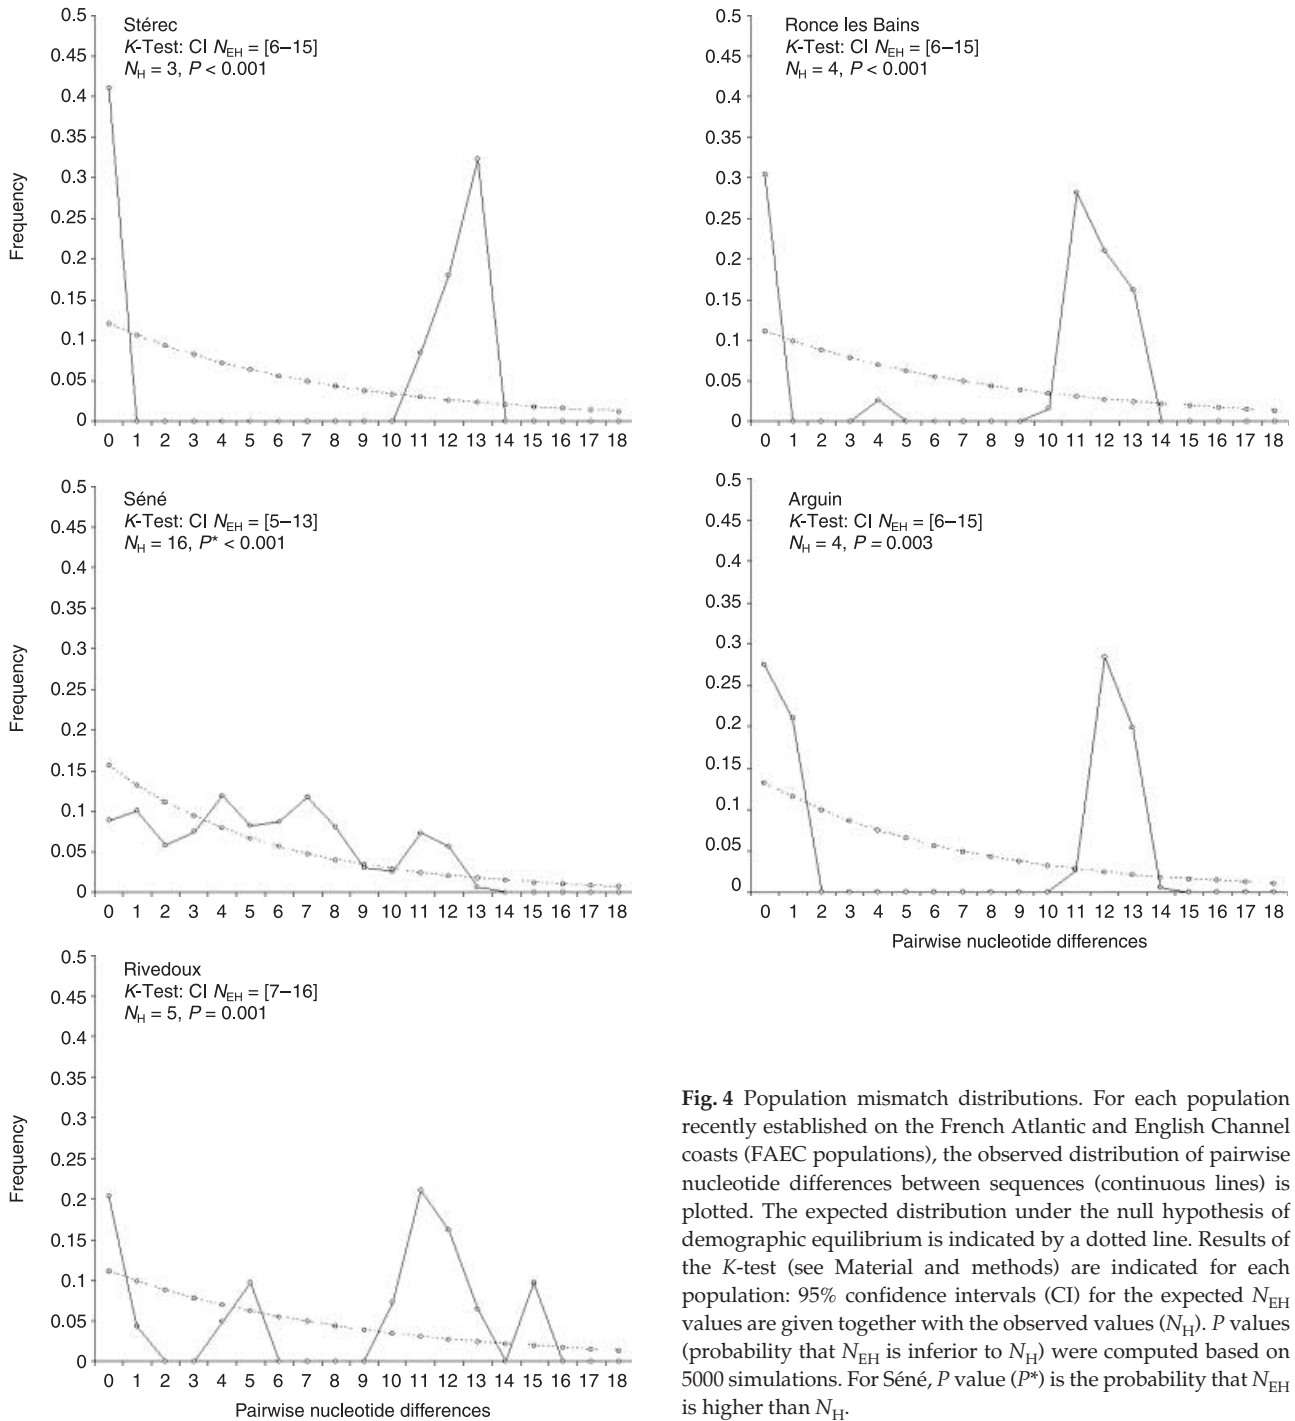 Stérec
K-Test: CI N_EH = [6–15]
N_H = 3, P < 0.001
0.5
0.45
0.4
0.35
0.3
0.25
0.2
0.15
0.1
0.05
0
Frequency
0 1 2 3 4 5 6 7 8 9 10 11 12 13 14 15 16 17 18
Ronce les Bains
K-Test: CI N_EH = [6–15]
N_H = 4, P < 0.001
0.5
0.45
0.4
0.35
0.3
0.25
0.2
0.15
0.1
0.05
0
0 1 2 3 4 5 6 7 8 9 10 11 12 13 14 15 16 17 18
Séné
K-Test: CI N_EH = [5–13]
N_H = 16, P* < 0.001
0.5
0.45
0.4
0.35
0.3
0.25
0.2
0.15
0.1
0.05
0
Frequency
0 1 2 3 4 5 6 7 8 9 10 11 12 13 14 15 16 17 18
Arguin
K-Test: CI N_EH = [6–15]
N_H = 4, P = 0.003
0.5
0.45
0.4
0.35
0.3
0.25
0.2
0.15
0.1
0.05
0
0 1 2 3 4 5 6 7 8 9 10 11 12 13 14 15 16 17 18
Pairwise nucleotide differences
Rivedoux
K-Test: CI N_EH = [7–16]
N_H = 5, P = 0.001
0.5
0.45
0.4
0.35
0.3
0.25
0.2
0.15
0.1
0.05
0
Frequency
0 1 2 3 4 5 6 7 8 9 10 11 12 13 14 15 16 17 18
Pairwise nucleotide differences
Fig. 4 Population mismatch distributions. For each population
recently established on the French Atlantic and English Channel
coasts (FAEC populations), the observed distribution of pairwise
nucleotide differences between sequences (continuous lines) is
plotted. The expected distribution under the null hypothesis of
demographic equilibrium is indicated by a dotted line. Results of
the K-test (see Material and methods) are indicated for each
population: 95% confidence intervals (CI) for the expected N_EH
values are given together with the observed values (N_H). P values
(probability that N_EH is inferior to N_H) were computed based on
5000 simulations. For Séné, P value (P*) is the probability that N_EH
is higher than N_H.